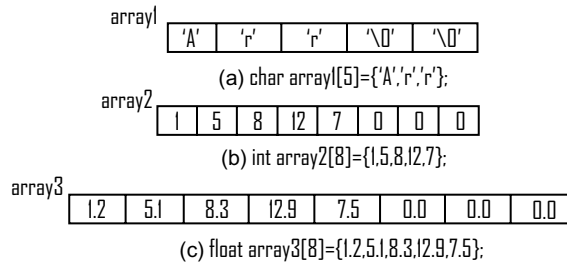 array1
‘A’ ‘r’ ‘r’ ‘\0’ ‘\0’
(a) char array1[5]={‘A’,’r’,’r’};
array2
1 5 8 12 7 0 0 0
(b) int array2[8]={1,5,8,12,7};
array3
1.2 5.1 8.3 12.9 7.5 0.0 0.0 0.0
(c) float array3[8]={1.2,5.1,8.3,12.9,7.5};